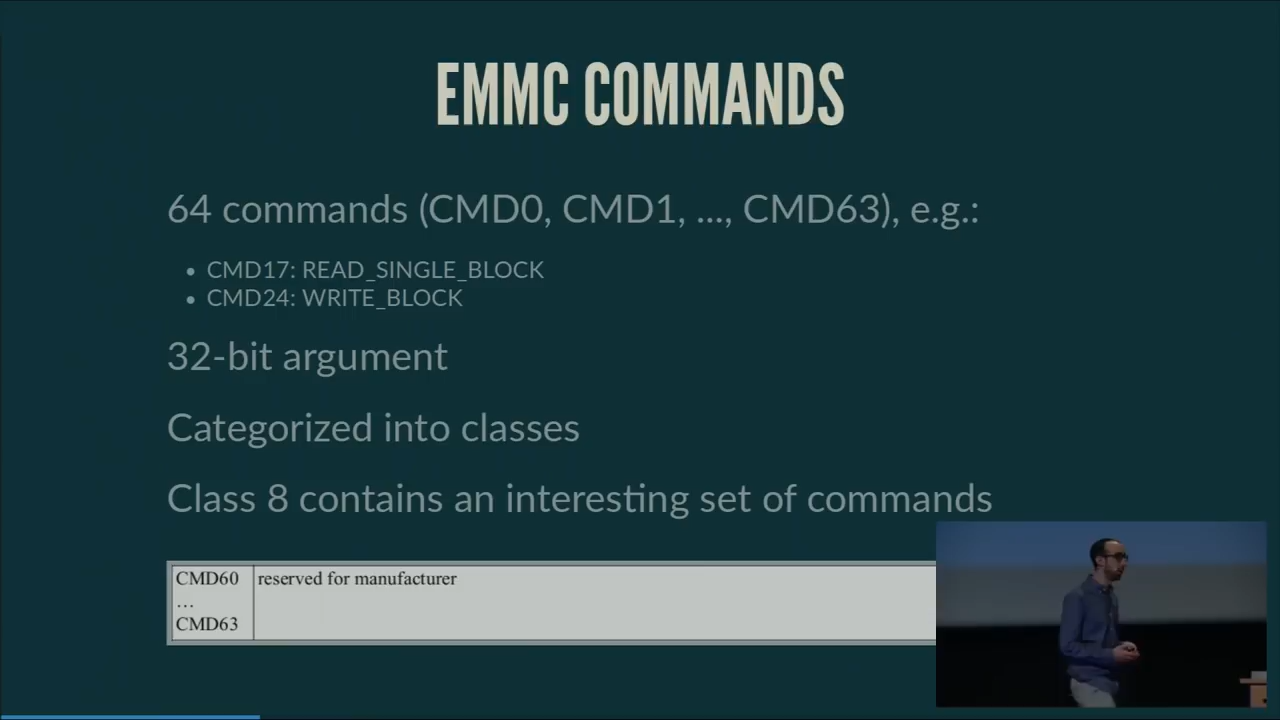 EMMC COMMANDS
64 commands (CMD0, CMD1, ..., CMD63), e.g.:
CMD17: READ_SINGLE_BLOCK
CMD24: WRITE_BLOCK
32-bit argument
Categorized into classes
Class 8 contains an interesting set of commands
CMD60 reserved for manufacturer
...
CMD63